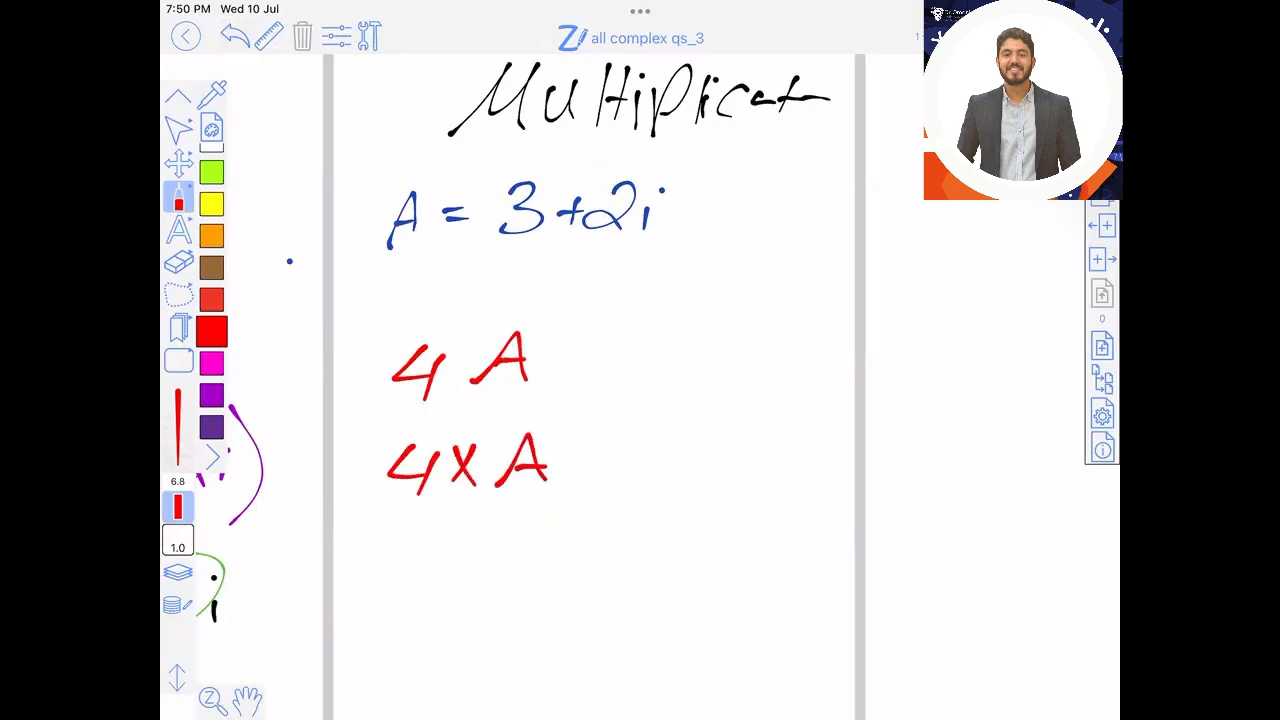 7:50 PM Wed 10 Jul
all complex qs_3
Multiplicat
A = 3+2i
4 A
4 x A
6.8
1.0
0
i